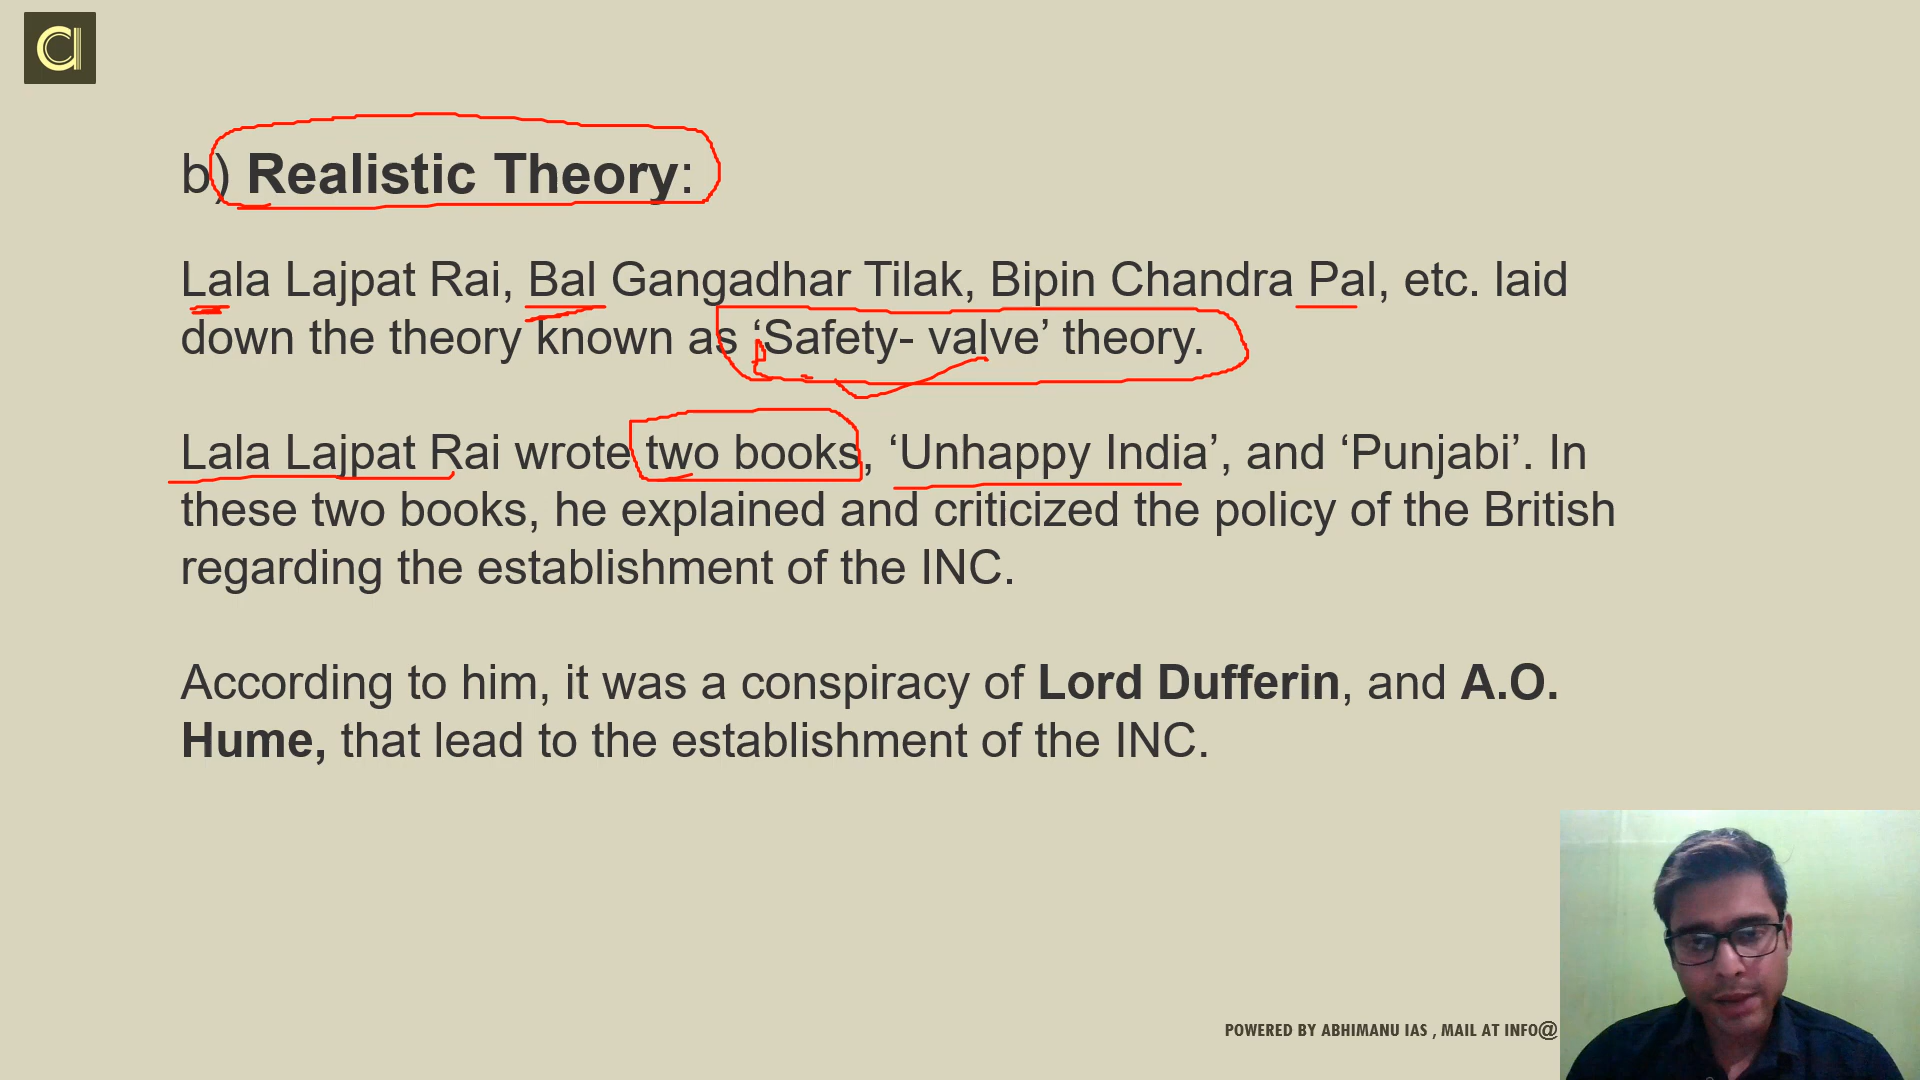 b) Realistic Theory:
Lala Lajpat Rai, Bal Gangadhar Tilak, Bipin Chandra Pal, etc. laid
down the theory known as ‘Safety- valve’ theory.
Lala Lajpat Rai wrote two books, ‘Unhappy India’, and ‘Punjabi’. In
these two books, he explained and criticized the policy of the British
regarding the establishment of the INC.
According to him, it was a conspiracy of Lord Dufferin, and A.O.
Hume, that lead to the establishment of the INC.
POWERED BY ABHIMANU IAS , MAIL AT INFO@